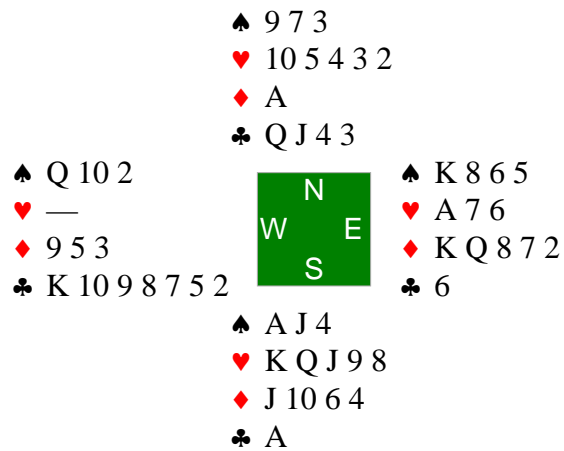 ♠ 9 7 3
♥ 10 5 4 3 2
♦ A
♣ Q J 4 3
♠ Q 10 2
♥ —
♦ 9 5 3
♣ K 10 9 8 7 5 2
N
W E
S
♠ K 8 6 5
♥ A 7 6
♦ K Q 8 7 2
♣ 6
♠ A J 4
♥ K Q J 9 8
♦ J 10 6 4
♣ A